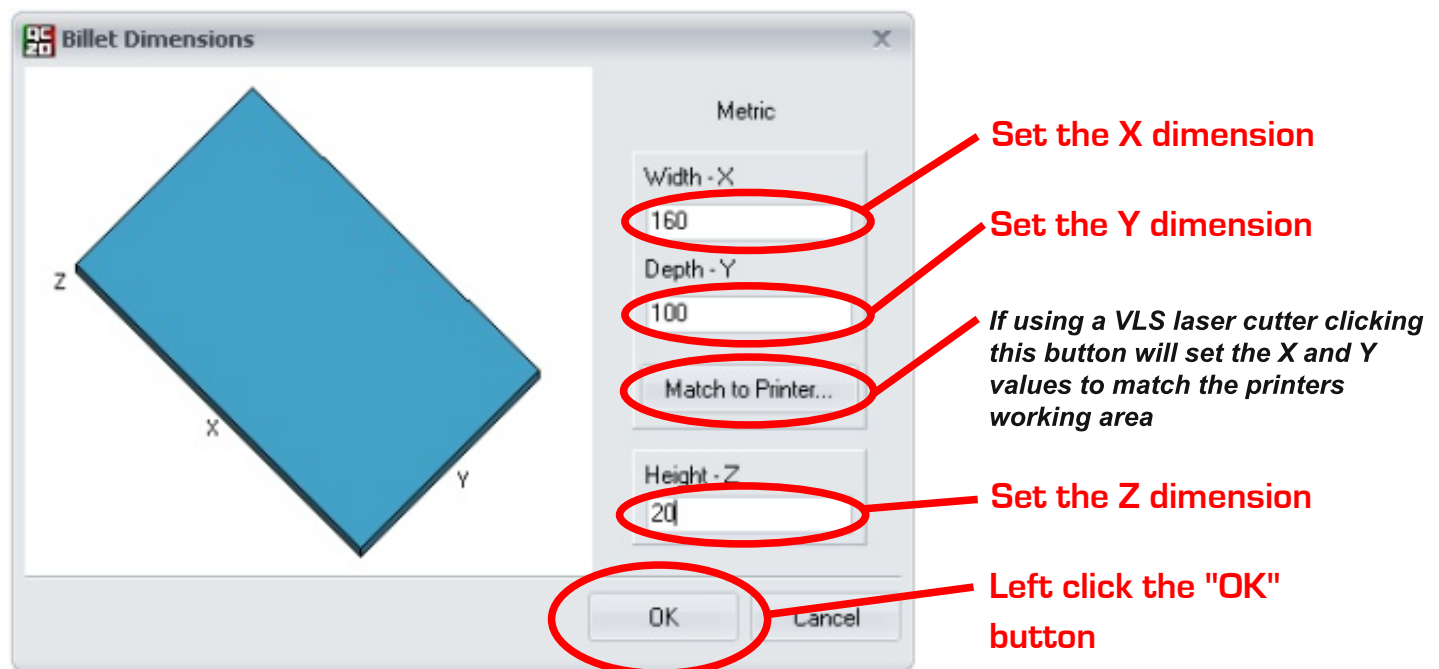 QC
2D
Billet Dimensions
X
Metric
Set the X dimension
Width - X
160
Set the Y dimension
Depth - Y
100
Z
If using a VLS laser cutter clicking
this button will set the X and Y
values to match the printers
working area
Match to Printer...
X
Y
Height - Z
20
Set the Z dimension
Left click the "OK"
button
OK
Cancel